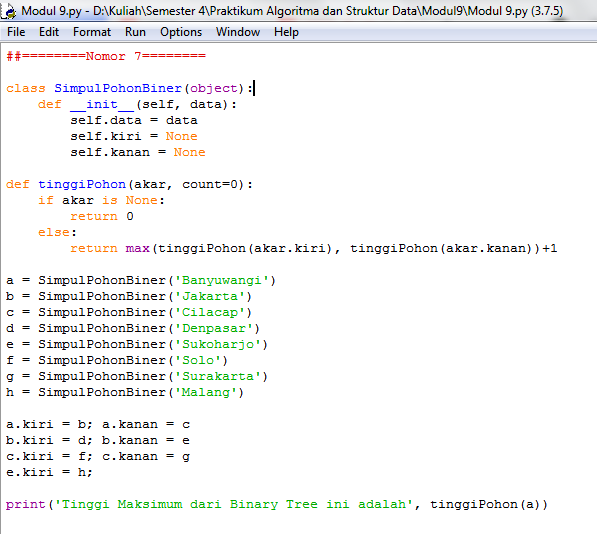 Modul 9.py - D:\Kuliah\Semester 4\Praktikum Algoritma dan Struktur Data\Modul9\Modul 9.py (3.7.5)
File Edit Format Run Options Window Help
##========Nomor 7========
class SimpulPohonBiner(object):
    def __init__(self, data):
        self.data = data
        self.kiri = None
        self.kanan = None
def tinggiPohon(akar, count=0):
    if akar is None:
        return 0
    else:
        return max(tinggiPohon(akar.kiri), tinggiPohon(akar.kanan))+1
a = SimpulPohonBiner('Banyuwangi')
b = SimpulPohonBiner('Jakarta')
c = SimpulPohonBiner('Cilacap')
d = SimpulPohonBiner('Denpasar')
e = SimpulPohonBiner('Sukoharjo')
f = SimpulPohonBiner('Solo')
g = SimpulPohonBiner('Surakarta')
h = SimpulPohonBiner('Malang')
a.kiri = b; a.kanan = c
b.kiri = d; b.kanan = e
c.kiri = f; c.kanan = g
e.kiri = h;
print('Tinggi Maksimum dari Binary Tree ini adalah', tinggiPohon(a))